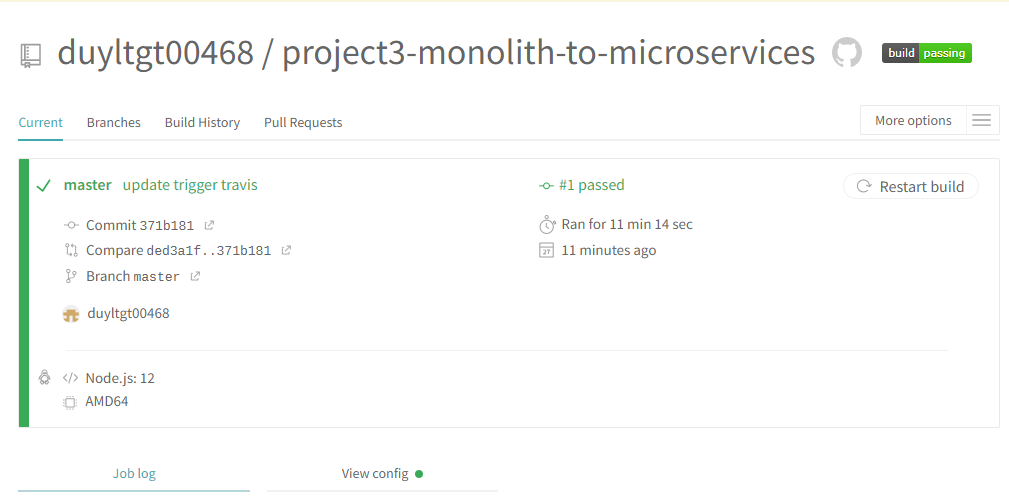 duyltgt00468 / project3-monolith-to-microservices
build passing
Current Branches Build History Pull Requests
More options
master update trigger travis
#1 passed
Restart build
Commit 371b181
Ran for 11 min 14 sec
Compare ded3a1f..371b181
27
11 minutes ago
Branch master
duyltgt00468
Node.js: 12
AMD64
Job log
View config